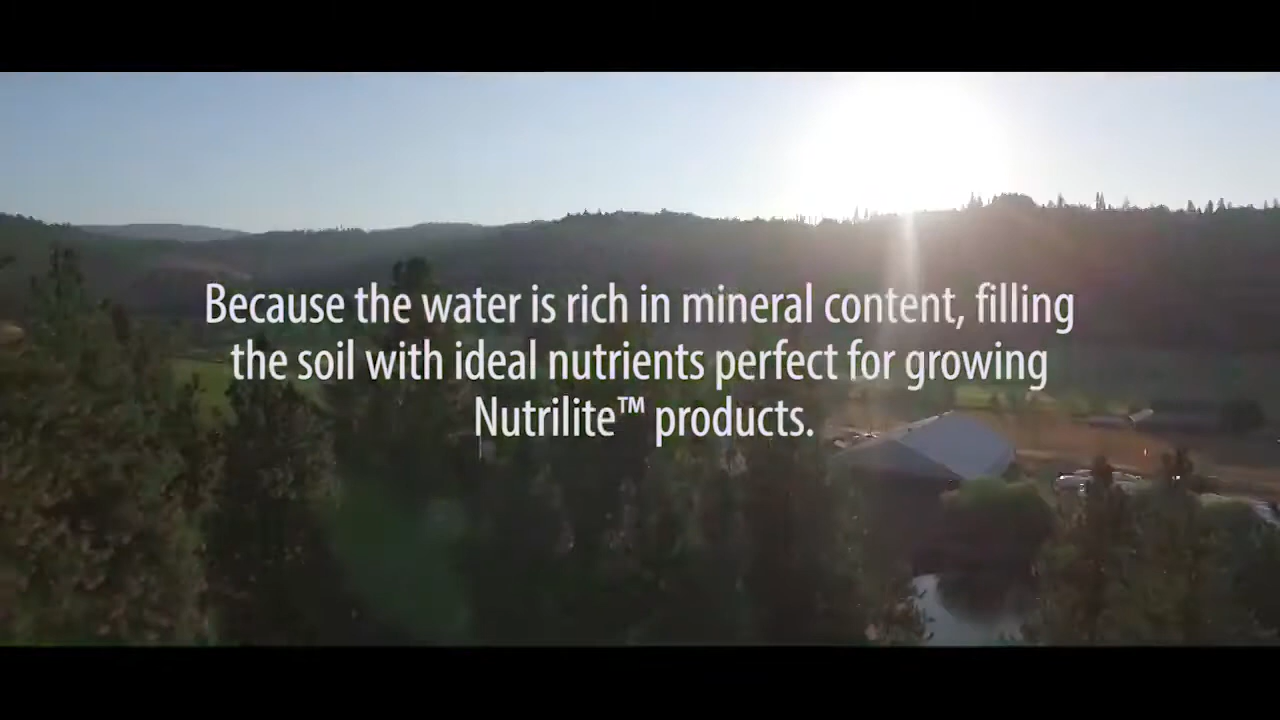 Because the water is rich in mineral content, filling
the soil with ideal nutrients perfect for growing
Nutrilite™ products.